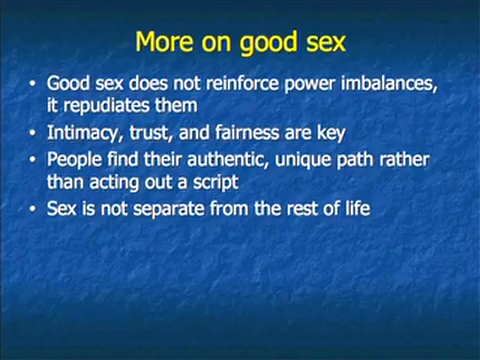 More on good sex
• Good sex does not reinforce power imbalances,
it repudiates them
• Intimacy, trust, and fairness are key
• People find their authentic, unique path rather
than acting out a script
• Sex is not separate from the rest of life